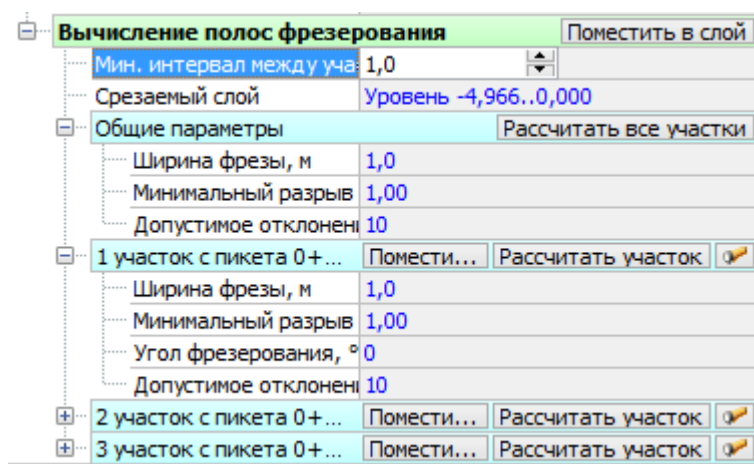 Вычисление полос фрезерования Поместить в слой
Мин. интервал между уча 1,0
Срезаемый слой Уровень -4,966..0,000
Общие параметры Рассчитать все участки
Ширина фрезы, м 1,0
Минимальный разрыв 1,00
Допустимое отклонени 10
1 участок с пикета 0+... Помести... Рассчитать участок
Ширина фрезы, м 1,0
Минимальный разрыв 1,00
Угол фрезерования, ° 0
Допустимое отклонени 10
2 участок с пикета 0+... Помести... Рассчитать участок
3 участок с пикета 0+... Помести... Рассчитать участок